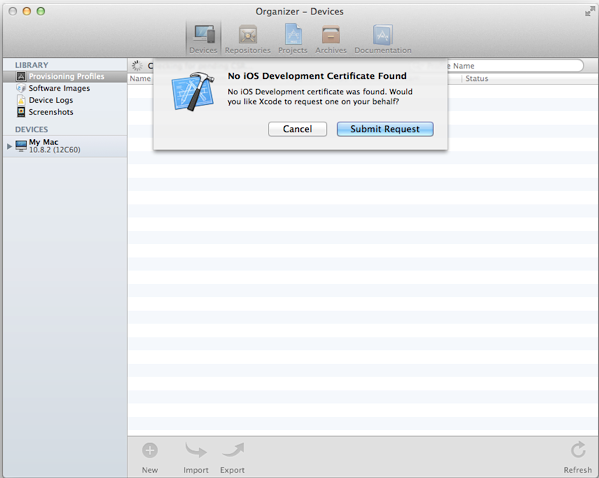 Organizer – Devices
Devices
Repositories
Projects
Archives
Documentation
LIBRARY
Provisioning Profiles
Software Images
Device Logs
Screenshots
DEVICES
My Mac
10.8.2 (12C60)
Name
Name
Status
No iOS Development Certificate Found
No iOS Development certificate was found. Would
you like Xcode to request one on your behalf?
Cancel
Submit Request
New
Import
Export
Refresh